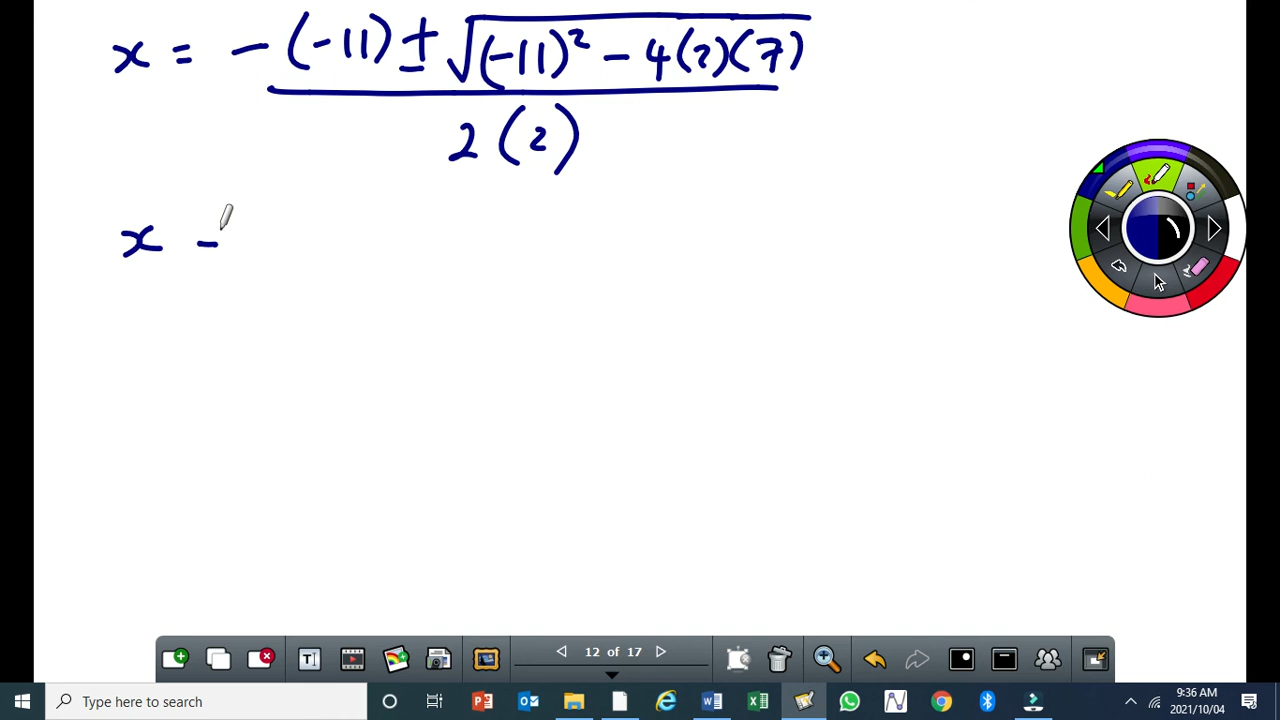 x = -(-11) ± √(-11)² - 4(2)(7)
2(2)
x -
12 of 17
Type here to search
9:36 AM
2021/10/04